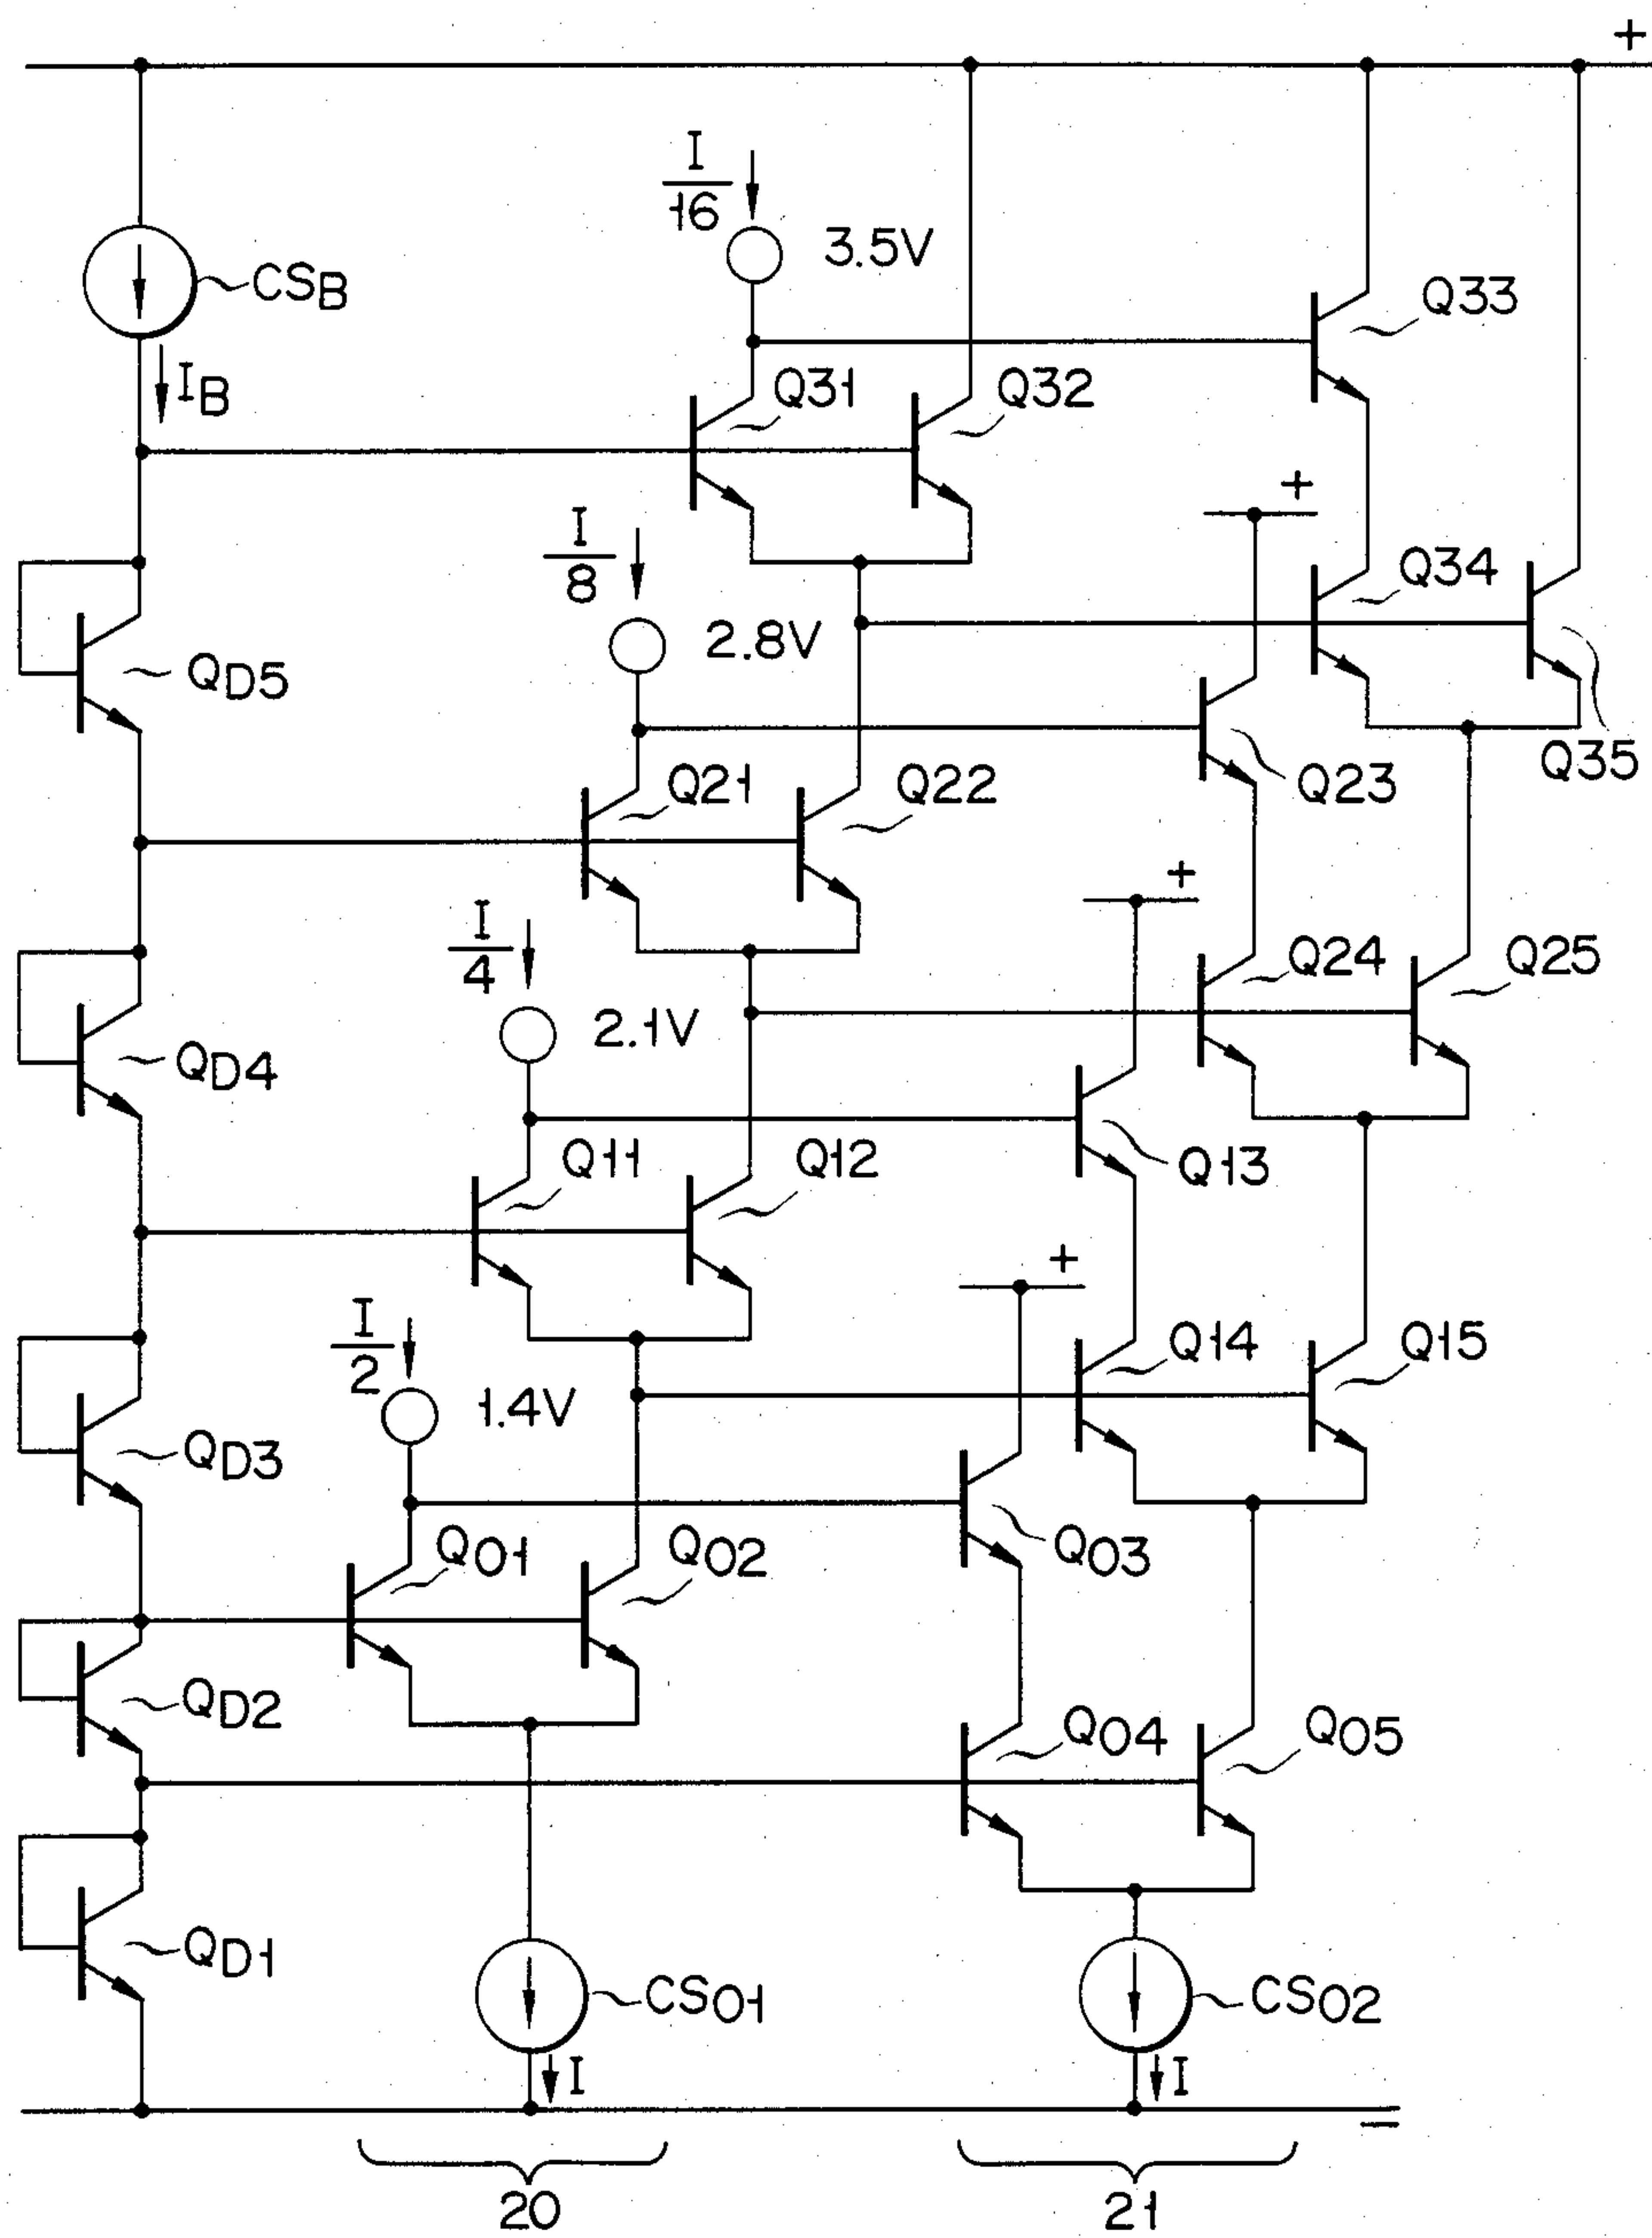 +
I
16
3.5V
CSB
Q33
IB
Q31
Q32
+
I
8
2.8V
Q34
QD5
Q35
Q21
Q22
Q23
+
I
4
2.1V
Q24
Q25
QD4
Q11
Q12
Q13
+
I
2
1.4V
Q14
Q15
QD3
Q01
Q02
Q03
QD2
Q04
Q05
QD1
CS01
CS02
I
I
−
20
21